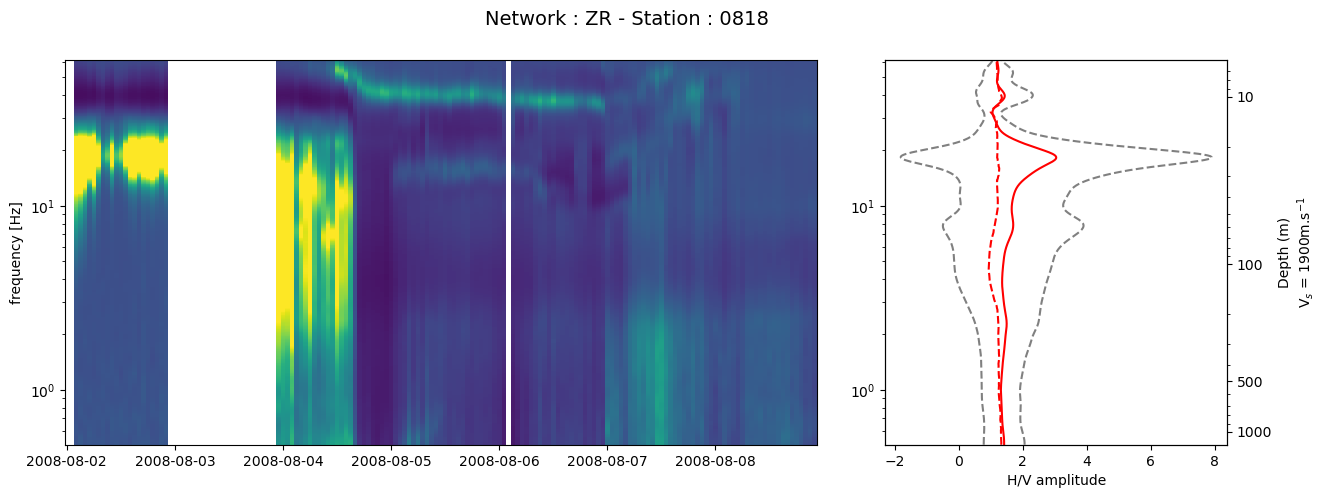 Network : ZR - Station : 0818
frequency [Hz]
10¹
10⁰
2008-08-02 2008-08-03 2008-08-04 2008-08-05 2008-08-06 2008-08-07 2008-08-08
10¹
10⁰
−2 0 2 4 6 8
H/V amplitude
10
100
500
1000
Depth (m)
Vₛ = 1900m.s⁻¹